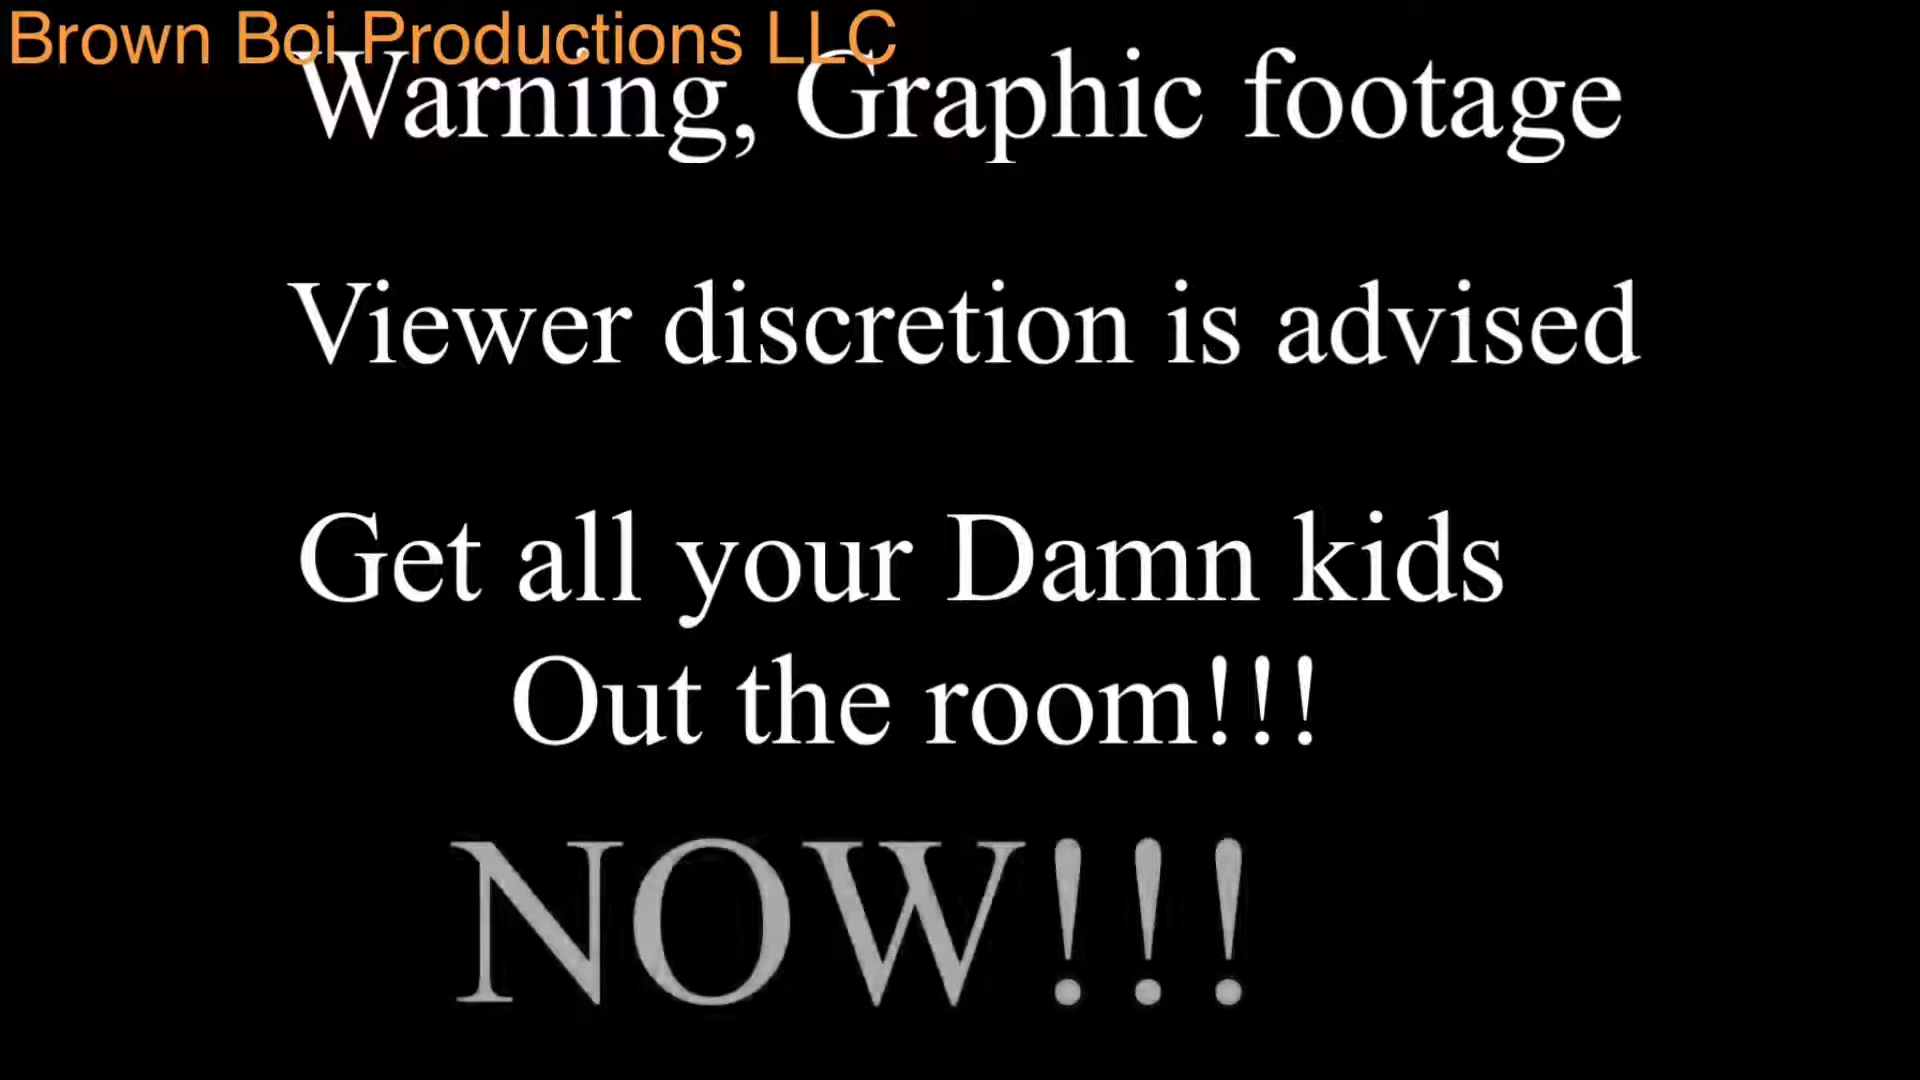 Brown Boi Productions LLC
Warning, Graphic footage
Viewer discretion is advised
Get all your Damn kids
Out the room!!!
NOW!!!